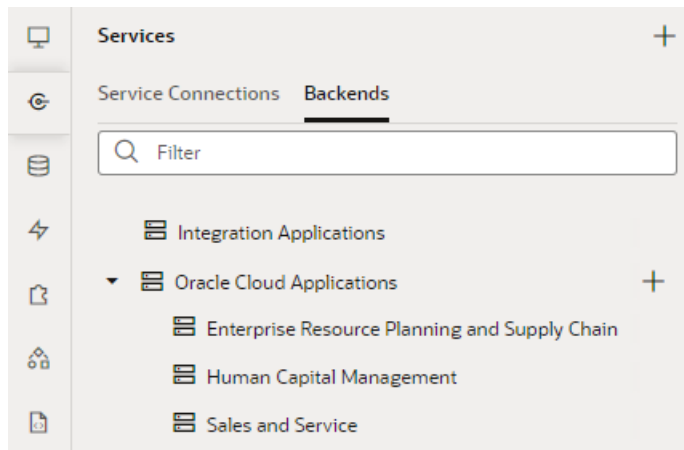 Services
Service Connections Backends
Filter
Integration Applications
Oracle Cloud Applications
Enterprise Resource Planning and Supply Chain
Human Capital Management
Sales and Service